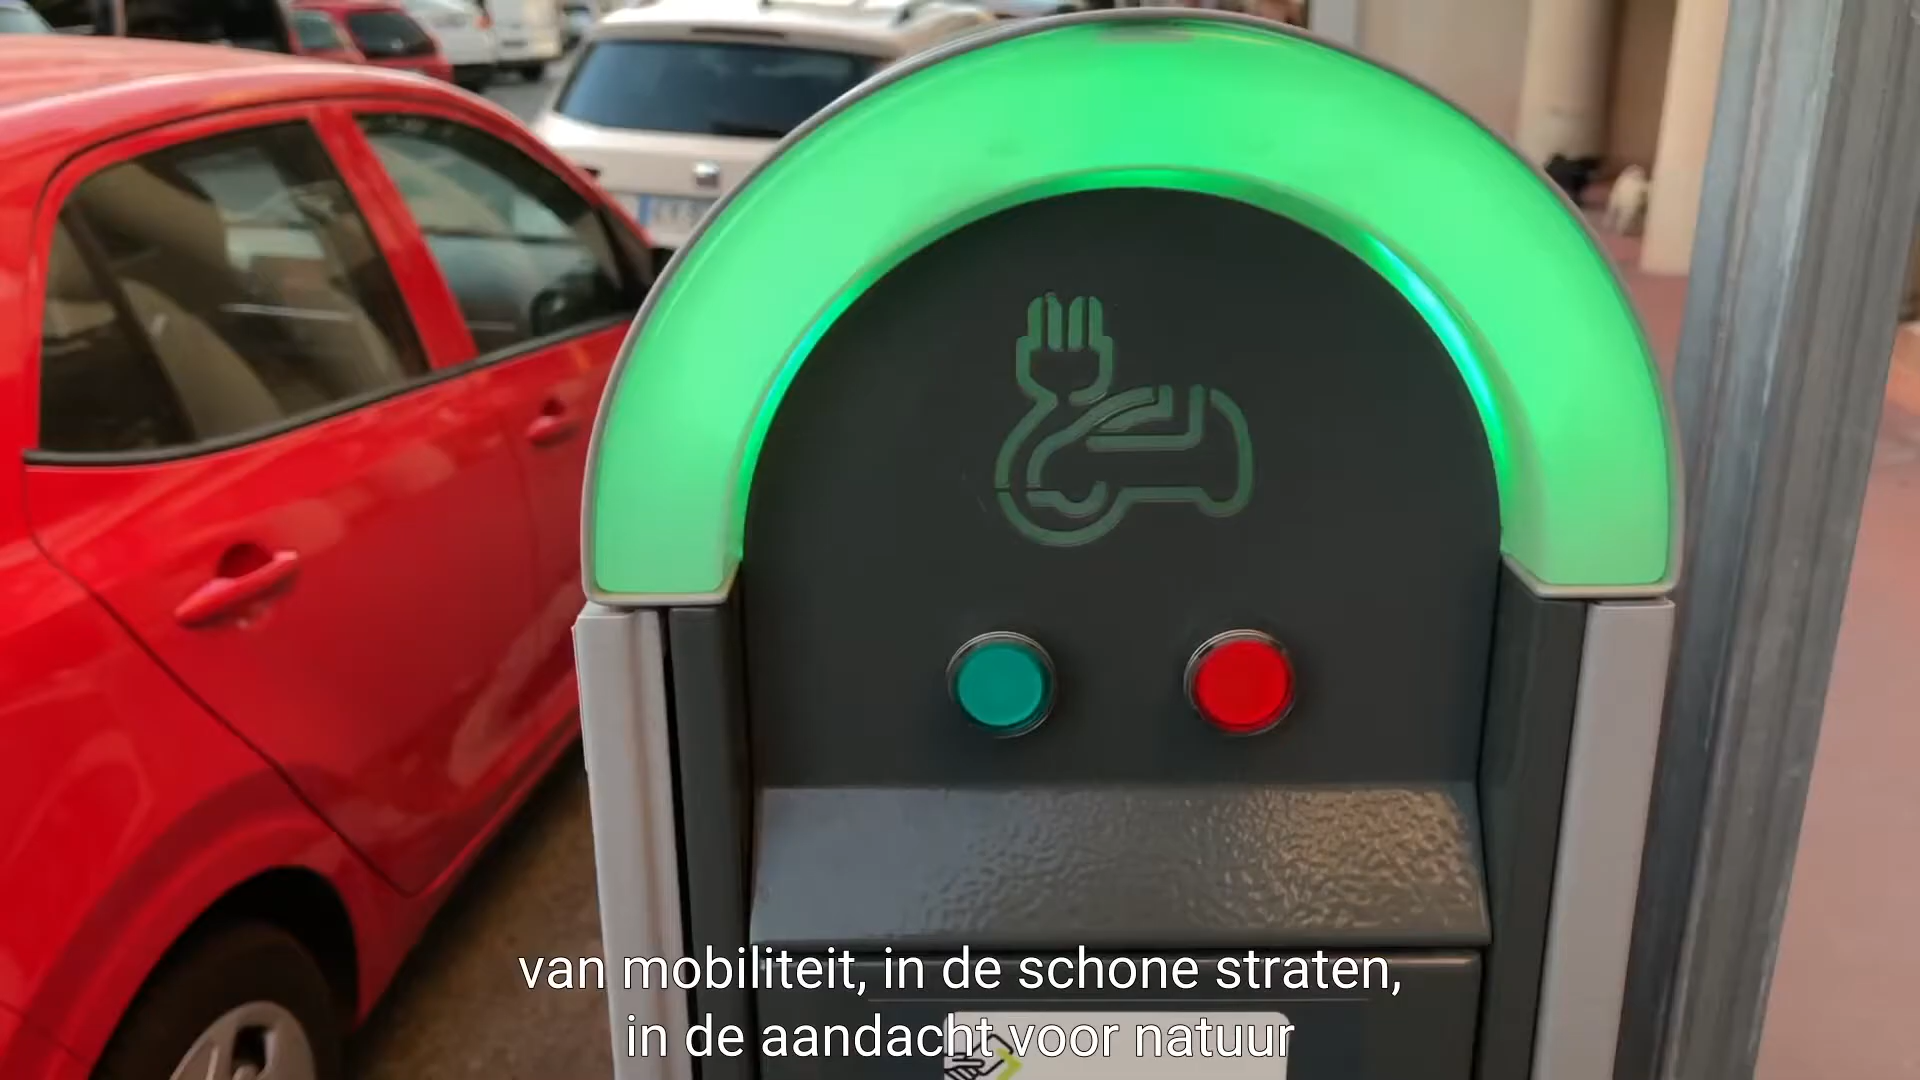 van mobiliteit, in de schone straten,
in de aandacht voor natuur